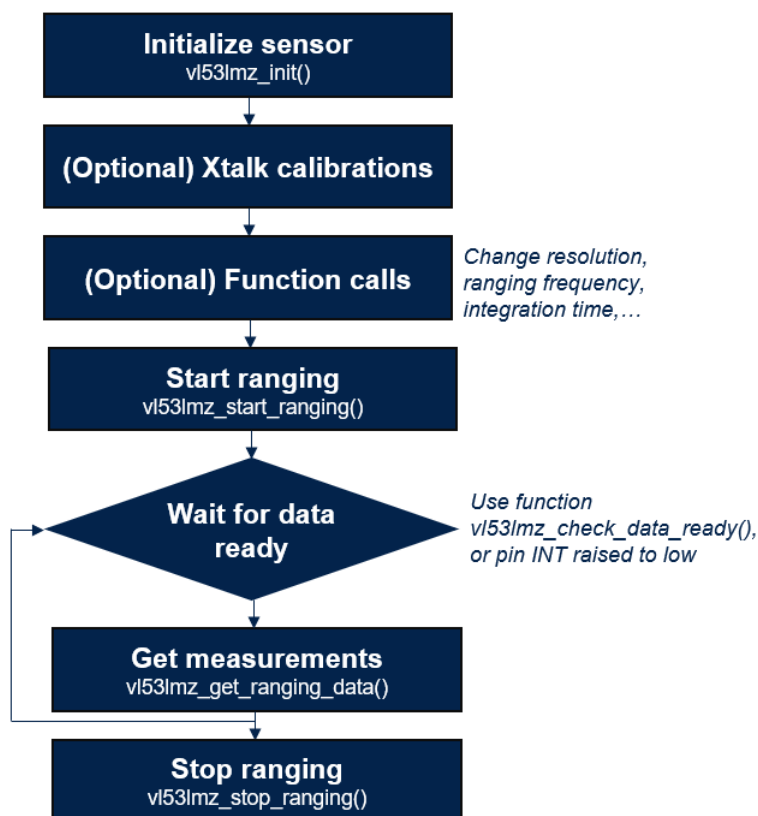 Initialize sensor
vl53lmz_init()
(Optional) Xtalk calibrations
(Optional) Function calls
Change resolution,
ranging frequency,
integration time,…
Start ranging
vl53lmz_start_ranging()
Wait for data
ready
Use function
vl53lmz_check_data_ready(),
or pin INT raised to low
Get measurements
vl53lmz_get_ranging_data()
Stop ranging
vl53lmz_stop_ranging()